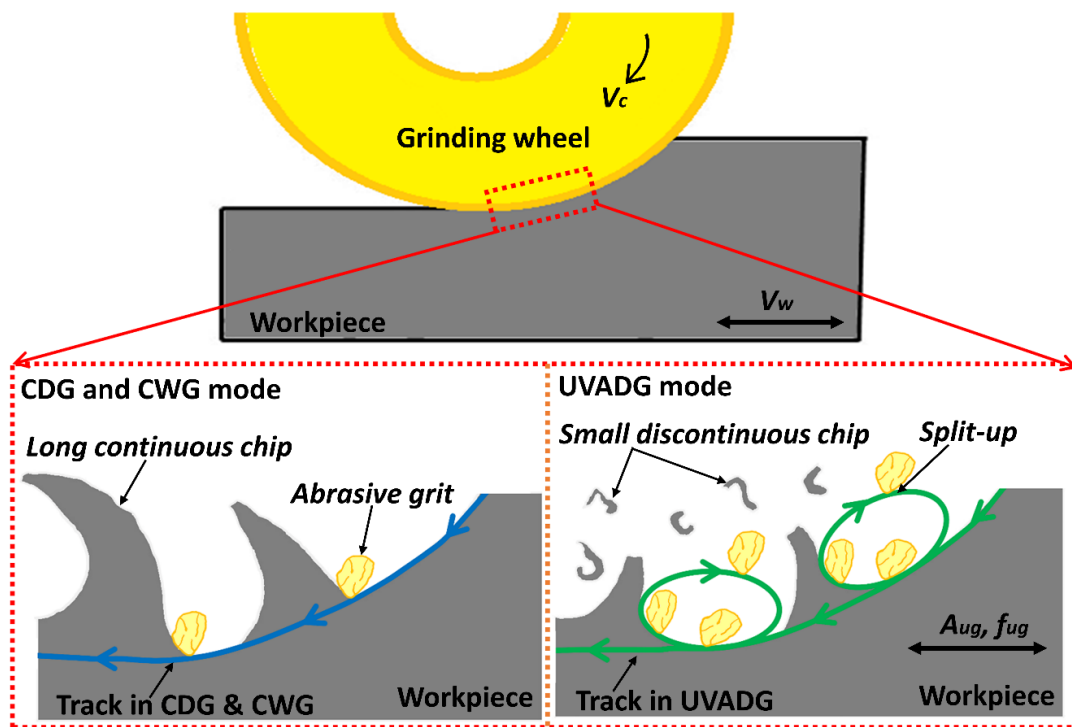 Vc
Grinding wheel
Vw
Workpiece
CDG and CWG mode
Long continuous chip
Abrasive grit
Track in CDG & CWG
Workpiece
UVADG mode
Small discontinuous chip
Split-up
Aug, fug
Track in UVADG
Workpiece